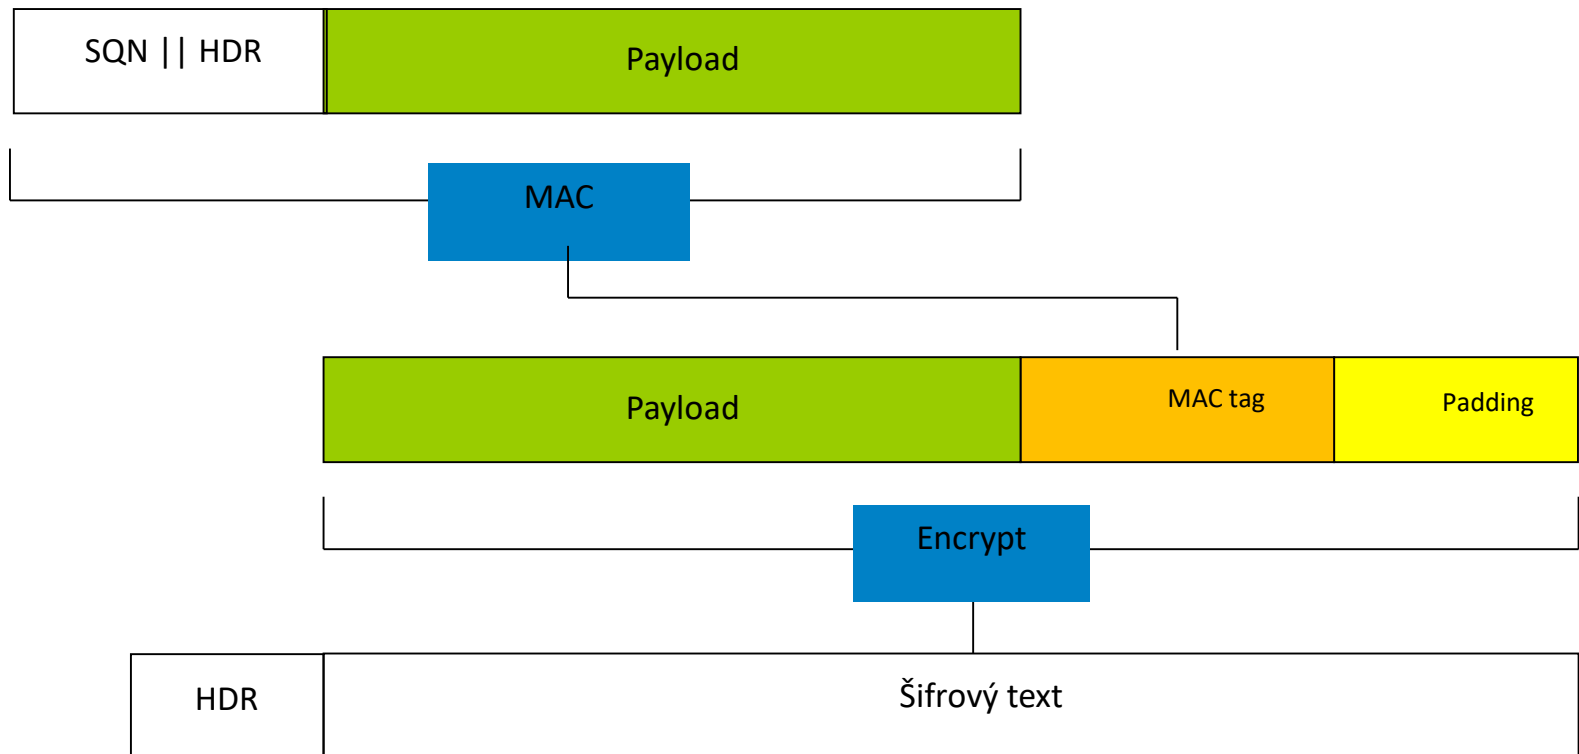 SQN || HDR
Payload
MAC
Payload
MAC tag
Padding
Encrypt
HDR
Šifrový text